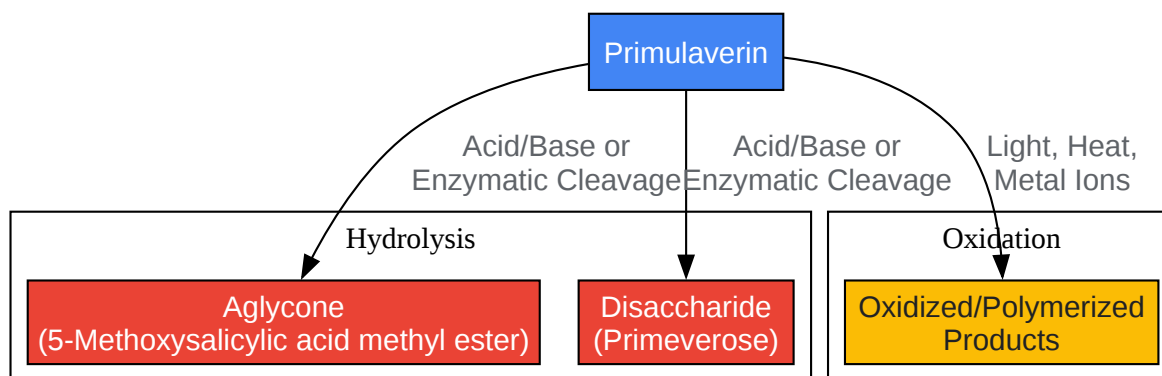 Primulaverin
Acid/Base or
Enzymatic Cleavage
Acid/Base or
Enzymatic Cleavage
Light, Heat,
Metal Ions
Hydrolysis
Oxidation
Aglycone
(5-Methoxysalicylic acid methyl ester)
Disaccharide
(Primeverose)
Oxidized/Polymerized
Products